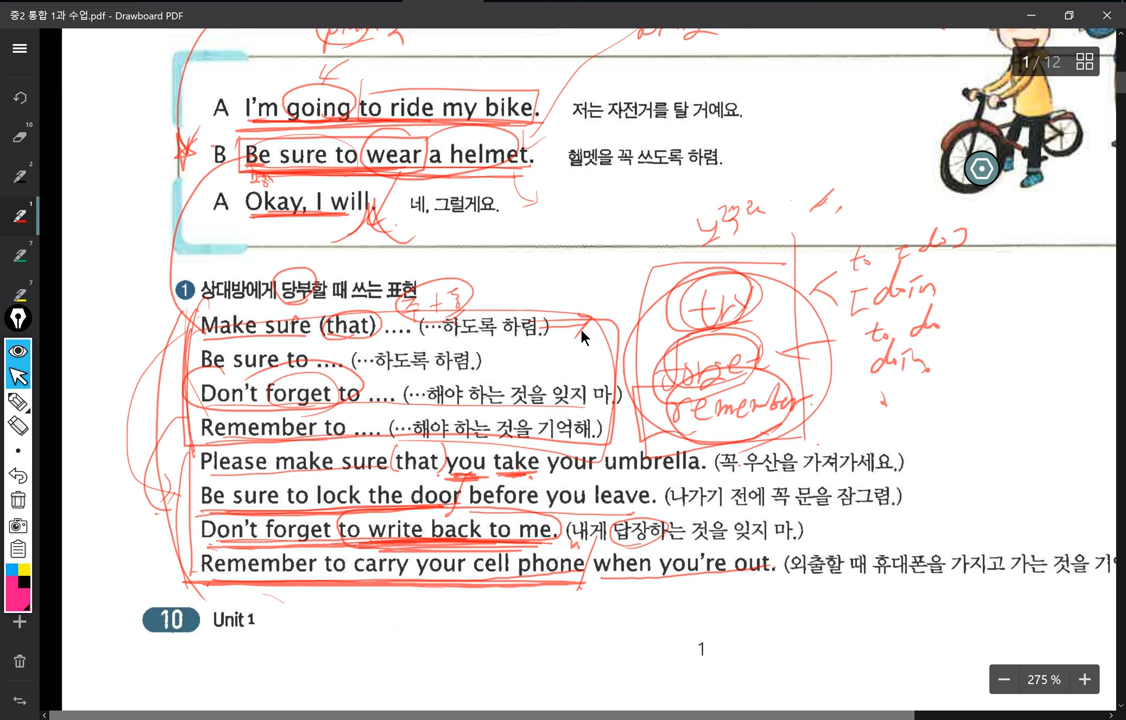 중2 통합 1과 수업.pdf - Drawboard PDF
1 / 12
A I'm going to ride my bike. 저는 자전거를 탈 거예요.
B Be sure to wear a helmet. 헬멧을 꼭 쓰도록 하렴.
A Okay, I will. 네, 그럴게요.
1 상대방에게 당부할 때 쓰는 표현
주+동
Make sure (that) .... (…하도록 하렴.)
Be sure to .... (…하도록 하렴.)
Don't forget to .... (…해야 하는 것을 잊지 마.)
Remember to .... (…해야 하는 것을 기억해.)
Please make sure (that) you take your umbrella. (꼭 우산을 가져가세요.)
Be sure to lock the door before you leave. (나가기 전에 꼭 문을 잠그렴.)
Don't forget to write back to me. (내게 답장하는 것을 잊지 마.)
Remember to carry your cell phone when you're out. (외출할 때 휴대폰을 가지고 가는 것을 기
try
forget
remember
to do
doin
to do
doin
10 Unit 1
1
275 %